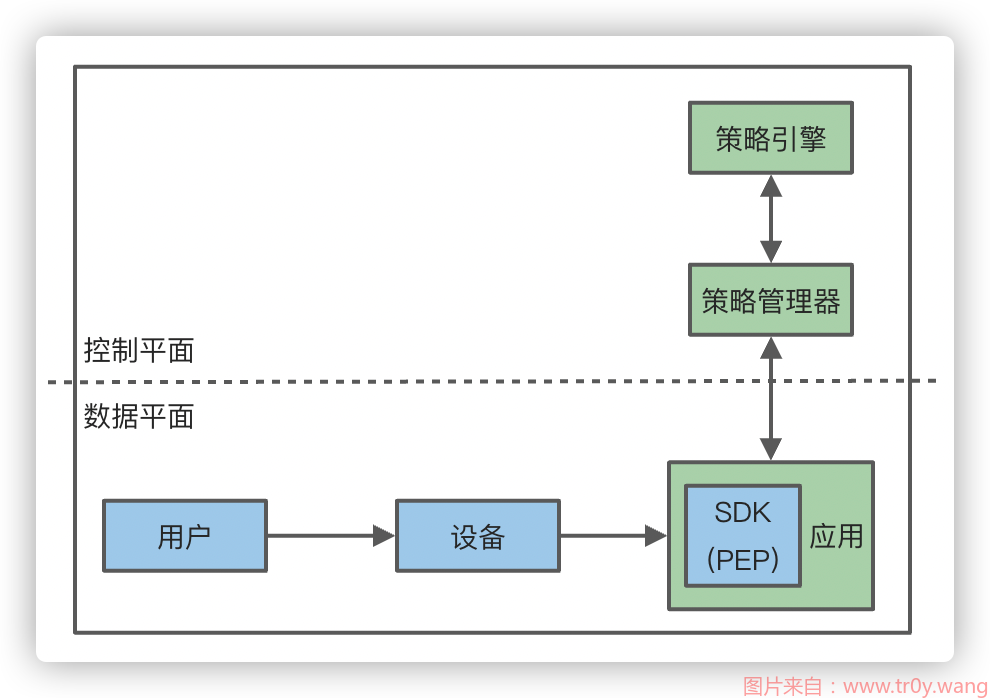 策略引擎
策略管理器
控制平面
数据平面
用户
设备
SDK
(PEP)
应用
图片来自：www.tr0y.wang